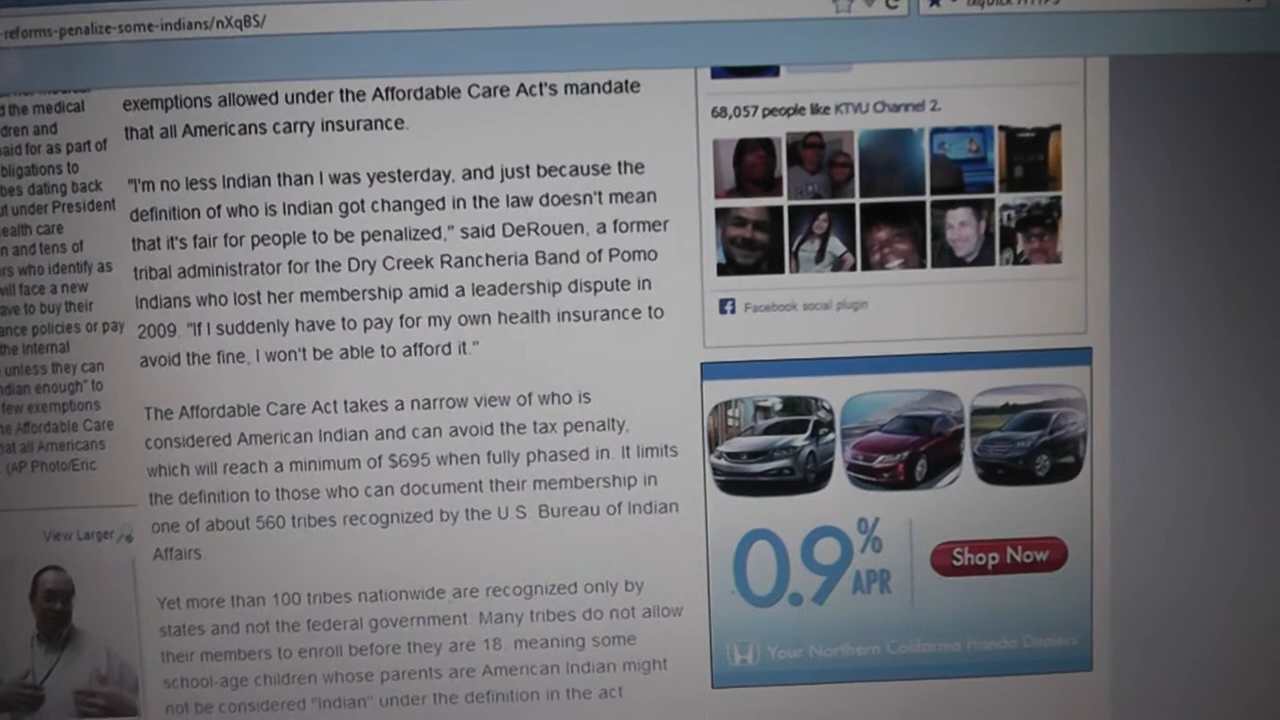 -reforms-penalize-some-indians/nXqBS/
d the medical
dren and
aid for as part of
bligations to
bes dating back
ut under President
ealth care
n and tens of
rs who identify as
will face a new
ave to buy their
ance policies or pay
the Internal
unless they can
ndian enough" to
few exemptions
he Affordable Care
hat all Americans
(AP Photo/Eric
View Larger
exemptions allowed under the Affordable Care Act's mandate
that all Americans carry insurance.
"I'm no less Indian than I was yesterday, and just because the
definition of who is Indian got changed in the law doesn't mean
that it's fair for people to be penalized," said DeRouen, a former
tribal administrator for the Dry Creek Rancheria Band of Pomo
Indians who lost her membership amid a leadership dispute in
2009. "If I suddenly have to pay for my own health insurance to
avoid the fine, I won't be able to afford it."
The Affordable Care Act takes a narrow view of who is
considered American Indian and can avoid the tax penalty,
which will reach a minimum of $695 when fully phased in. It limits
the definition to those who can document their membership in
one of about 560 tribes recognized by the U.S. Bureau of Indian
Affairs.
Yet more than 100 tribes nationwide are recognized only by
states and not the federal government. Many tribes do not allow
their members to enroll before they are 18, meaning some
school-age children whose parents are American Indian might
not be considered "Indian" under the definition in the act
68,057 people like KTVU Channel 2.
Facebook social plugin
0.9% APR
Shop Now
Your Northern California Honda Dealers